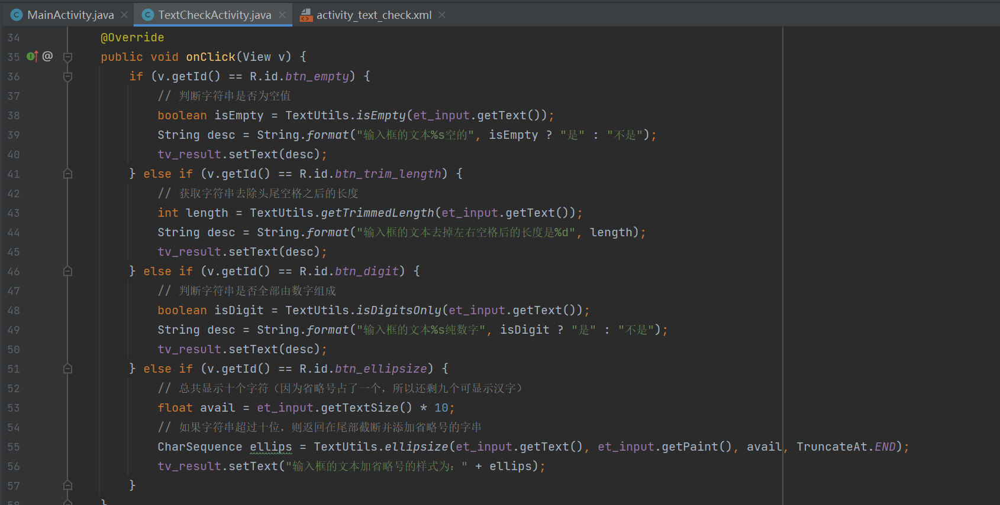 MainActivity.java TextCheckActivity.java activity_text_check.xml
34 @Override
35 public void onClick(View v) {
36 if (v.getId() == R.id.btn_empty) {
37 // 判断字符串是否为空值
38 boolean isEmpty = TextUtils.isEmpty(et_input.getText());
39 String desc = String.format("输入框的文本%s空的", isEmpty ? "是" : "不是");
40 tv_result.setText(desc);
41 } else if (v.getId() == R.id.btn_trim_length) {
42 // 获取字符串去除头尾空格之后的长度
43 int length = TextUtils.getTrimmedLength(et_input.getText());
44 String desc = String.format("输入框的文本去掉左右空格后的长度是%d", length);
45 tv_result.setText(desc);
46 } else if (v.getId() == R.id.btn_digit) {
47 // 判断字符串是否全部由数字组成
48 boolean isDigit = TextUtils.isDigitsOnly(et_input.getText());
49 String desc = String.format("输入框的文本%s纯数字", isDigit ? "是" : "不是");
50 tv_result.setText(desc);
51 } else if (v.getId() == R.id.btn_ellipsize) {
52 // 总共显示十个字符（因为省略号占了一个，所以还剩九个可显示汉字）
53 float avail = et_input.getTextSize() * 10;
54 // 如果字符串超过十位，则返回在尾部截断并添加省略号的字串
55 CharSequence ellips = TextUtils.ellipsize(et_input.getText(), et_input.getPaint(), avail, TruncateAt.END);
56 tv_result.setText("输入框的文本加省略号的样式为：" + ellips);
57 }
58 }